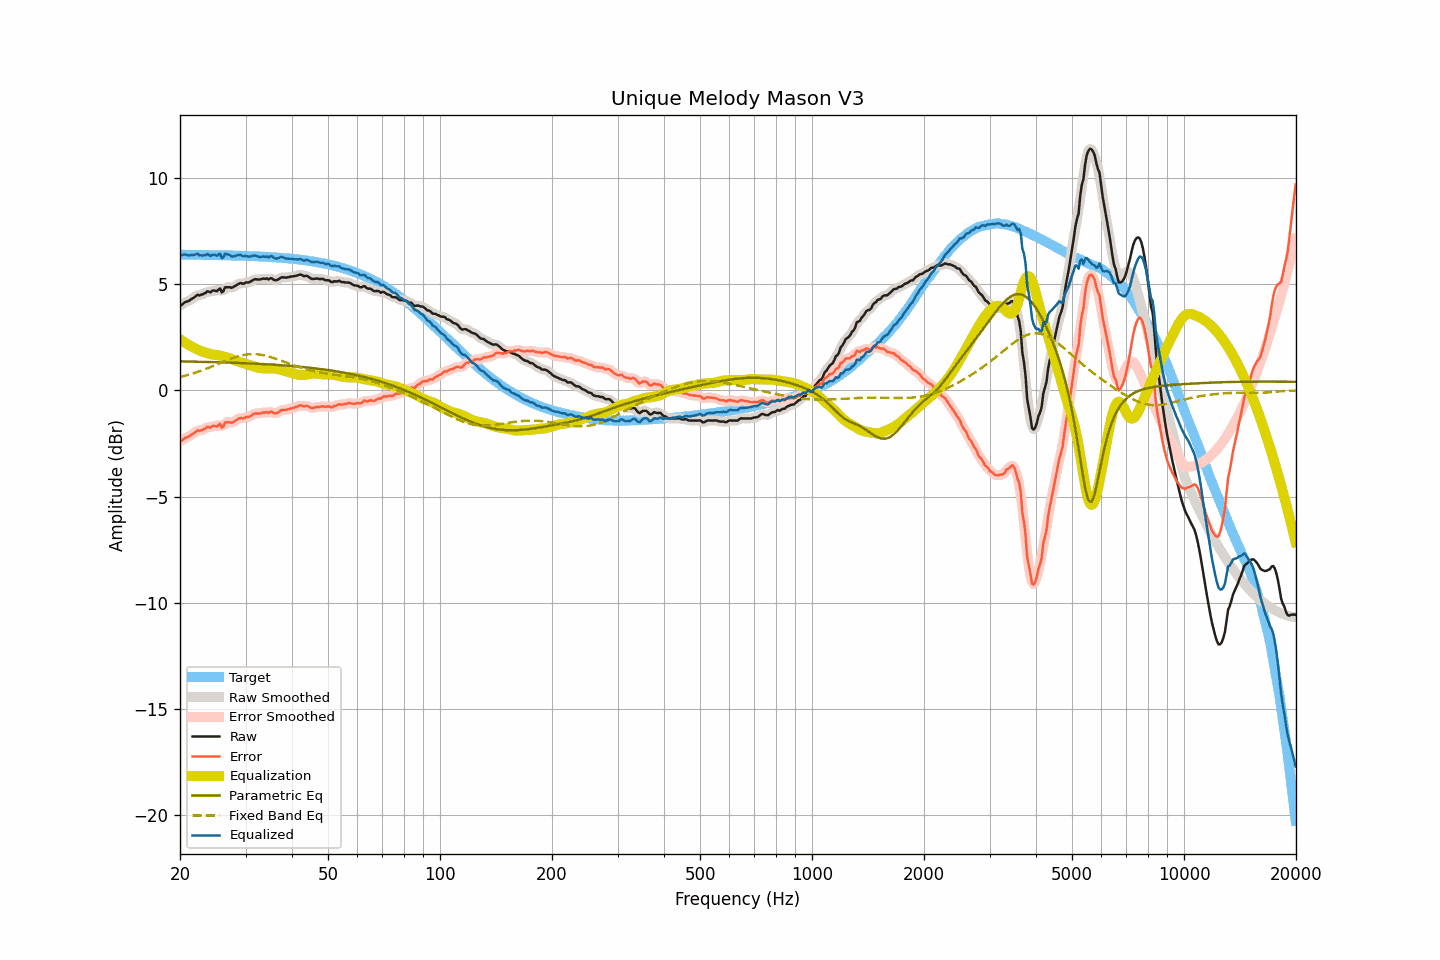 Unique Melody Mason V3
10
5
0
−5
−10
−15
−20
Amplitude (dBr)
Target
Raw Smoothed
Error Smoothed
Raw
Error
Equalization
Parametric Eq
Fixed Band Eq
Equalized
20 50 100 200 500 1000 2000 5000 10000 20000
Frequency (Hz)